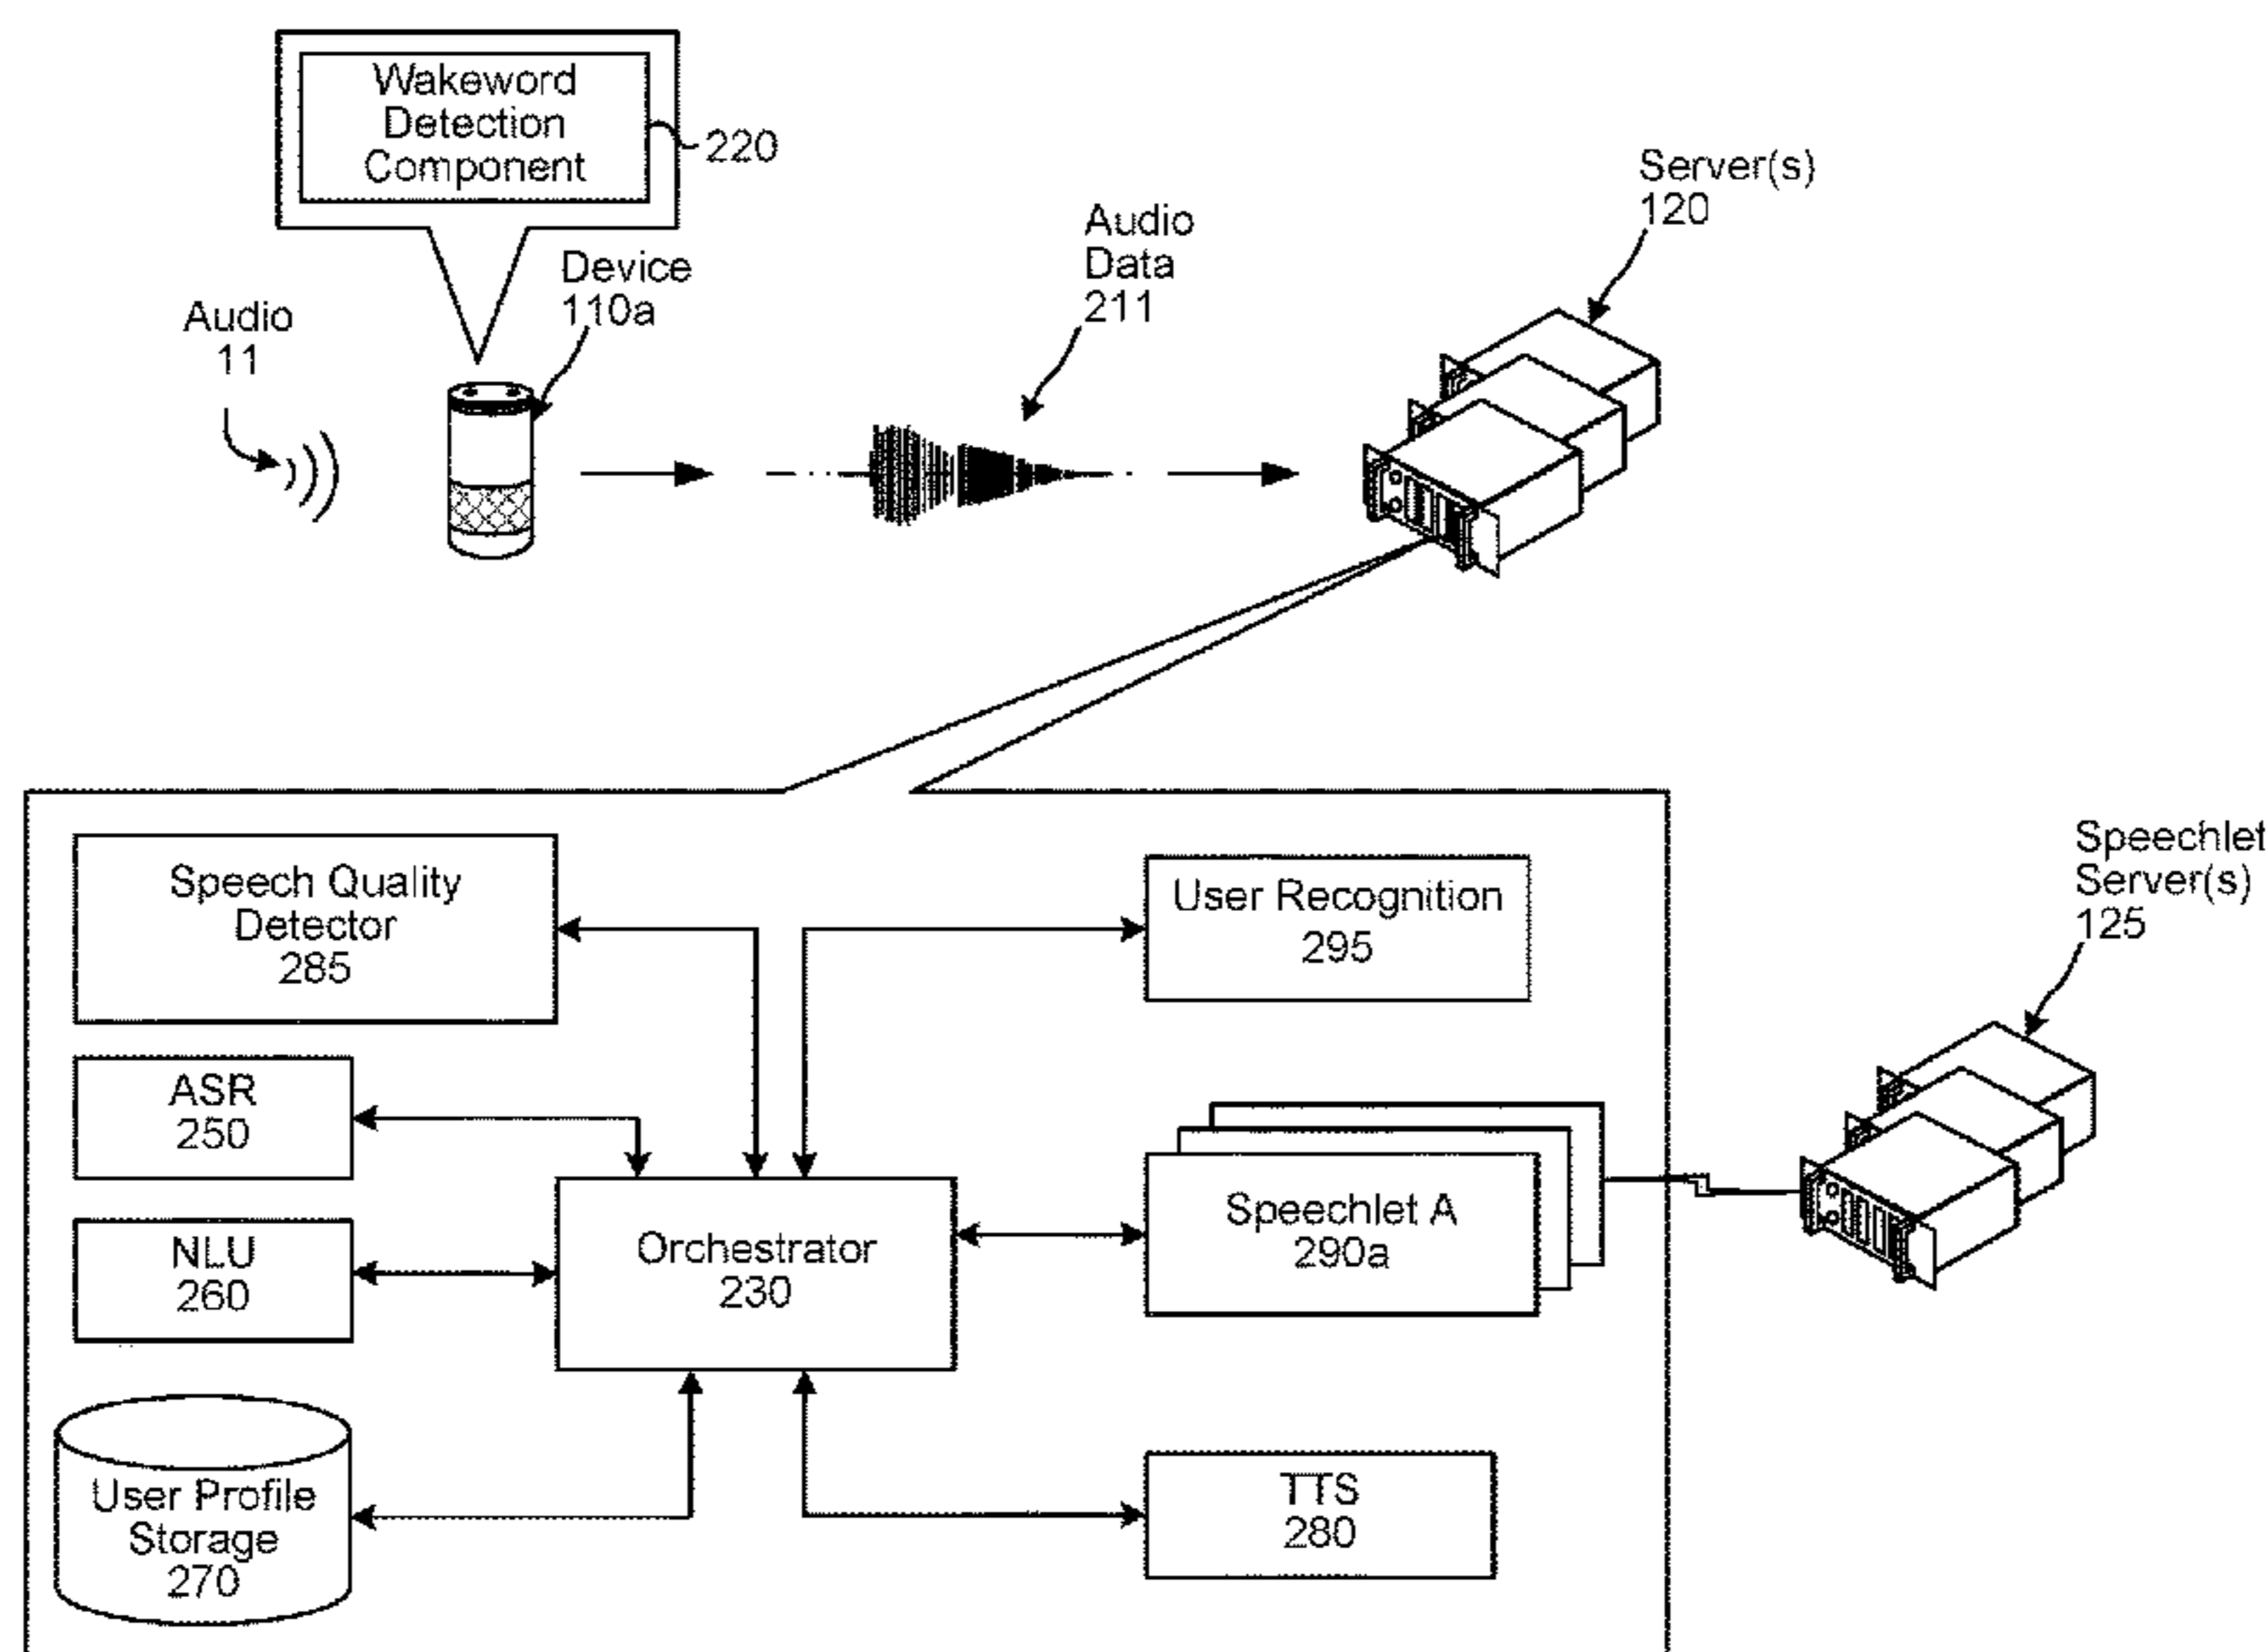 Wakeword
Detection
Component
220
Server(s)
120
Audio
Data
211
Device
110a
Audio
11
Speech Quality
Detector
285
User Recognition
295
Speechlet
Server(s)
125
ASR
250
Speechlet A
290a
NLU
260
Orchestrator
230
User Profile
Storage
270
TTS
280